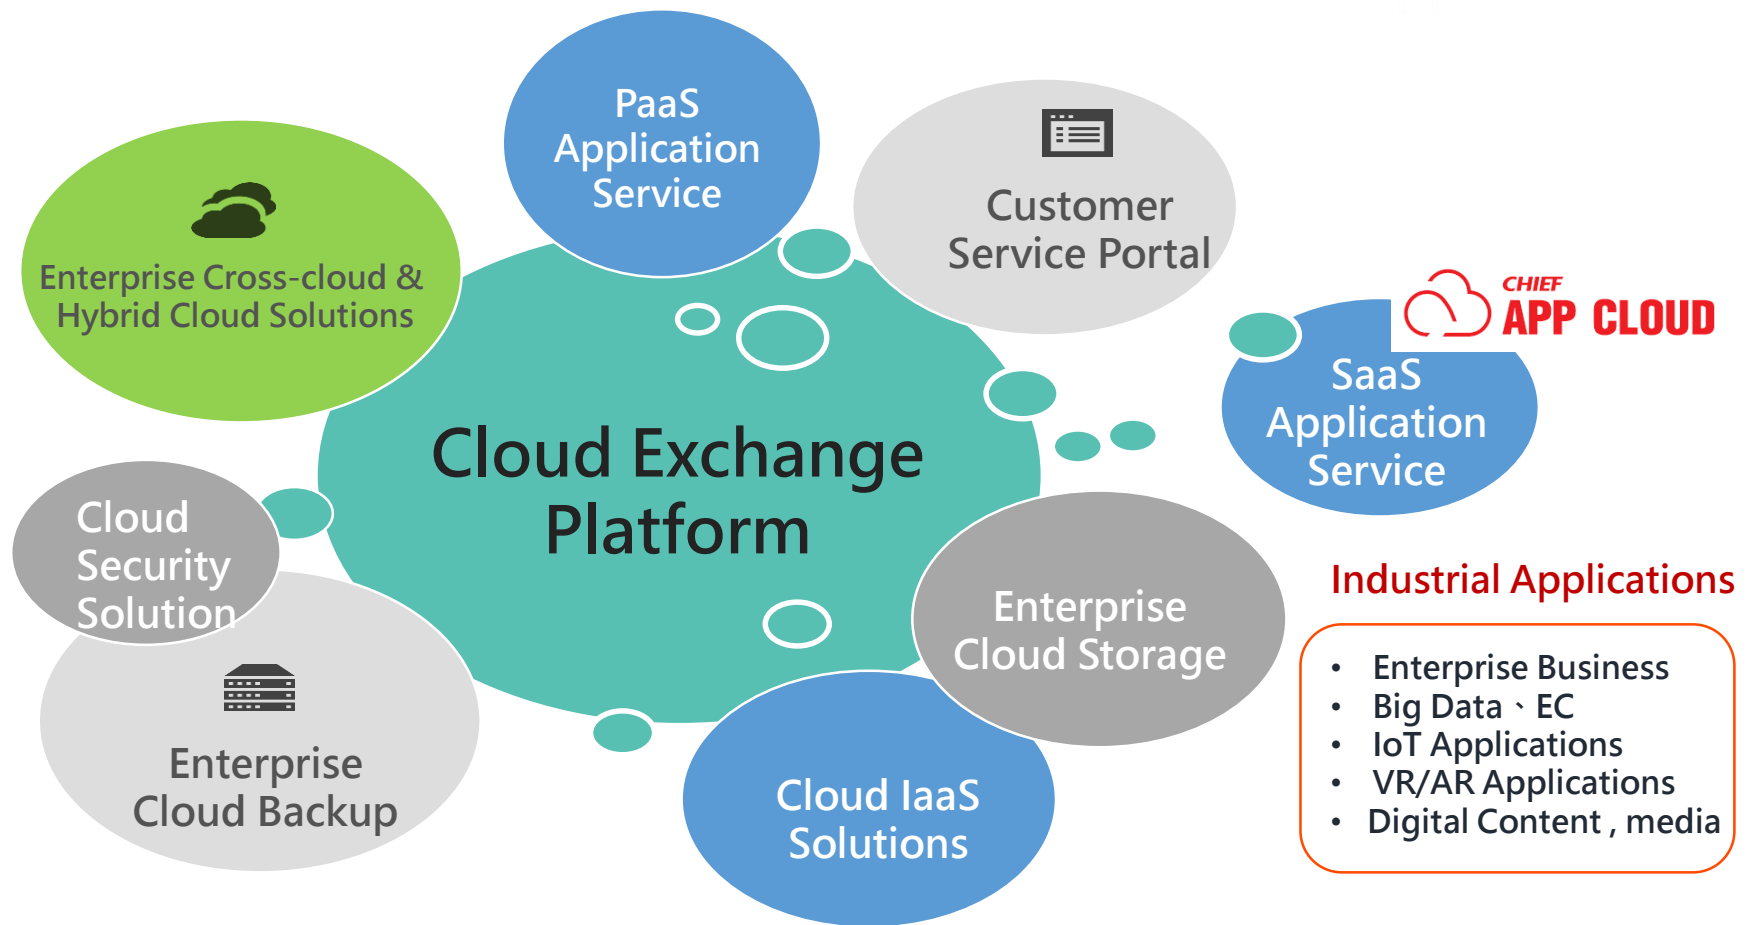 PaaS
Application
Service
Customer
Service Portal
Enterprise Cross-cloud &
Hybrid Cloud Solutions
CHIEF
APP CLOUD
SaaS
Application
Service
Cloud Exchange
Platform
Cloud
Security
Solution
Enterprise
Cloud Storage
Enterprise
Cloud Backup
Cloud IaaS
Solutions
Industrial Applications
• Enterprise Business
• Big Data、EC
• IoT Applications
• VR/AR Applications
• Digital Content , media